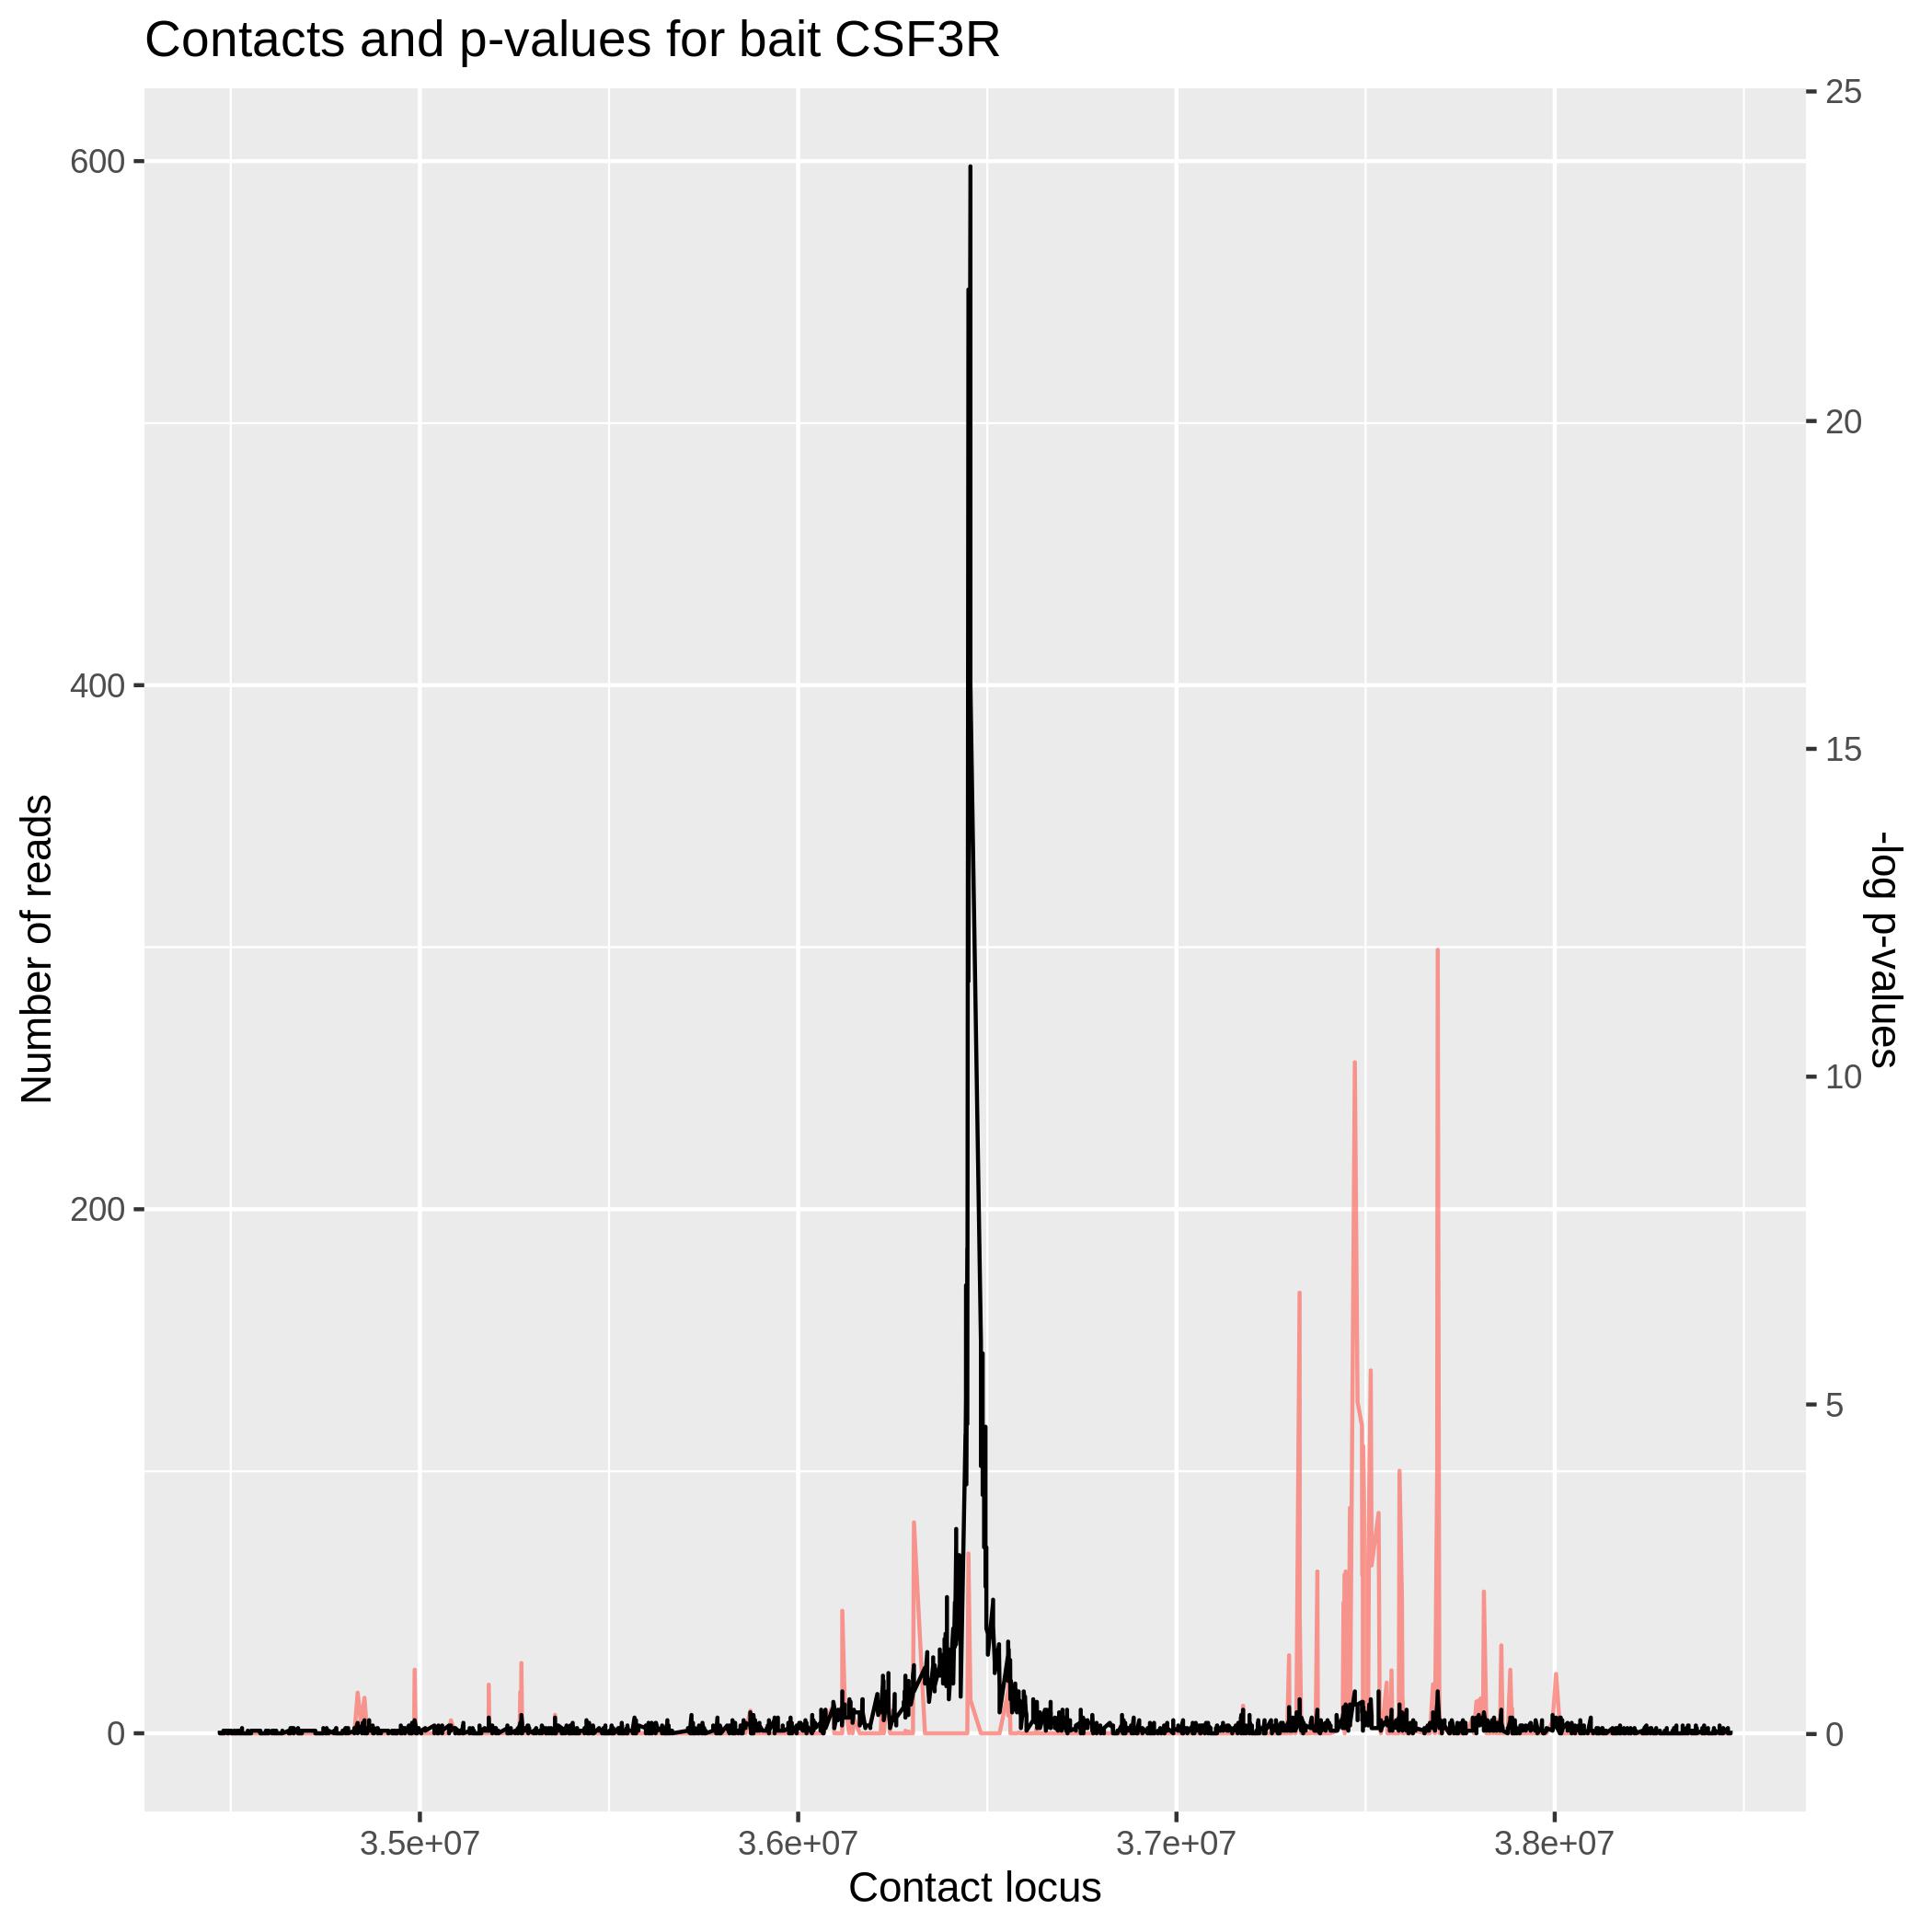 Contacts and p-values for bait CSF3R
Number of reads
600
400
200
0
25
20
15
10
5
0
-log p-values
3.5e+07
3.6e+07
3.7e+07
3.8e+07
Contact locus